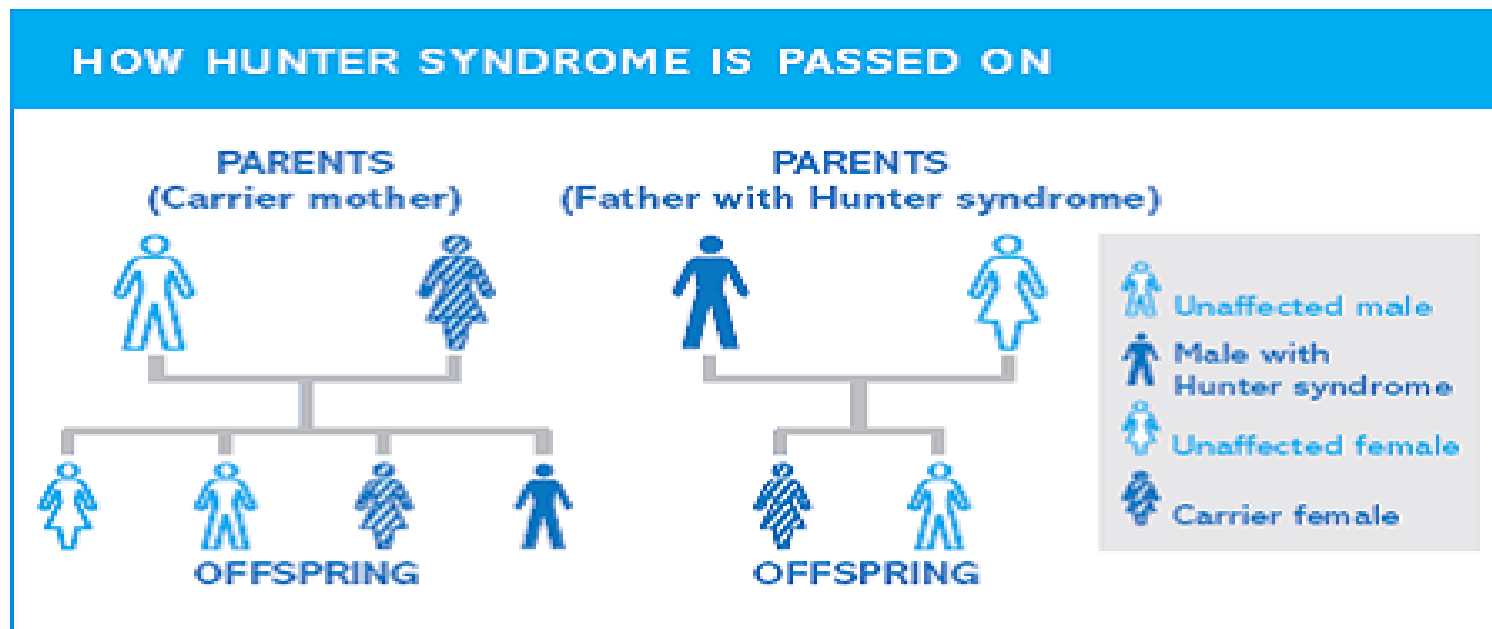 HOW HUNTER SYNDROME IS PASSED ON
PARENTS
(Carrier mother)
PARENTS
(Father with Hunter syndrome)
OFFSPRING
OFFSPRING
Unaffected male
Male with
Hunter syndrome
Unaffected female
Carrier female